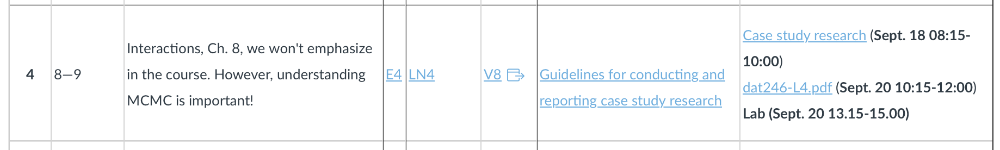 4
8—9
Interactions, Ch. 8, we won't emphasize
in the course. However, understanding
MCMC is important!
E4
LN4
V8
Guidelines for conducting and
reporting case study research
Case study research (Sept. 18 08:15-
10:00)
dat246-L4.pdf (Sept. 20 10:15-12:00)
Lab (Sept. 20 13.15-15.00)